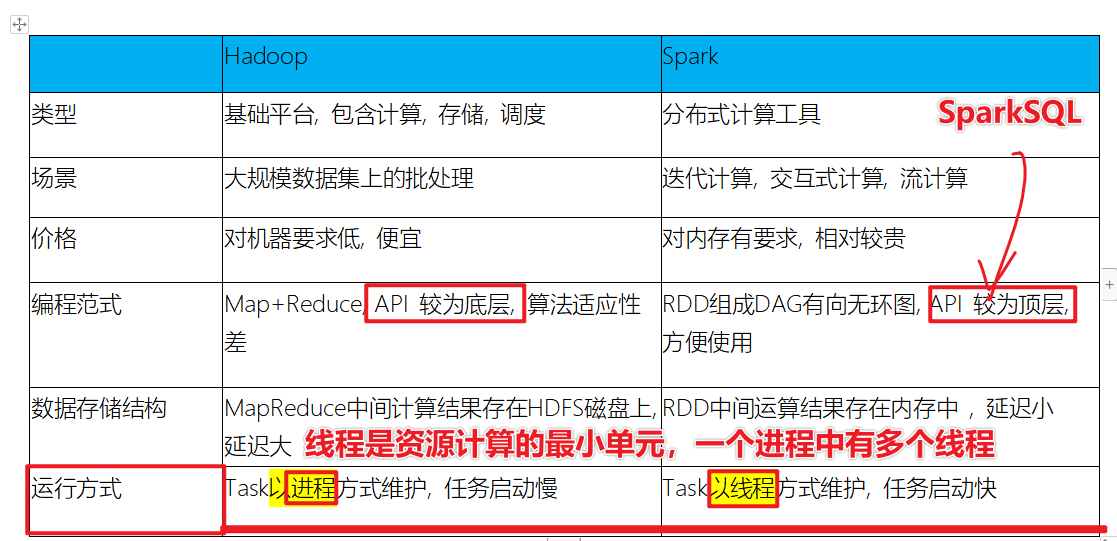 Hadoop Spark
类型 基础平台, 包含计算, 存储, 调度 分布式计算工具 SparkSQL
场景 大规模数据集上的批处理 迭代计算, 交互式计算, 流计算
价格 对机器要求低, 便宜 对内存有要求, 相对较贵
编程范式 Map+Reduce, API 较为底层, 算法适应性 RDD组成DAG有向无环图, API 较为顶层,
差 方便使用
数据存储结构 MapReduce中间计算结果存在HDFS磁盘上, RDD中间运算结果存在内存中 , 延迟小
延迟大 线程是资源计算的最小单元，一个进程中有多个线程
运行方式 Task以进程方式维护, 任务启动慢 Task以线程方式维护, 任务启动快